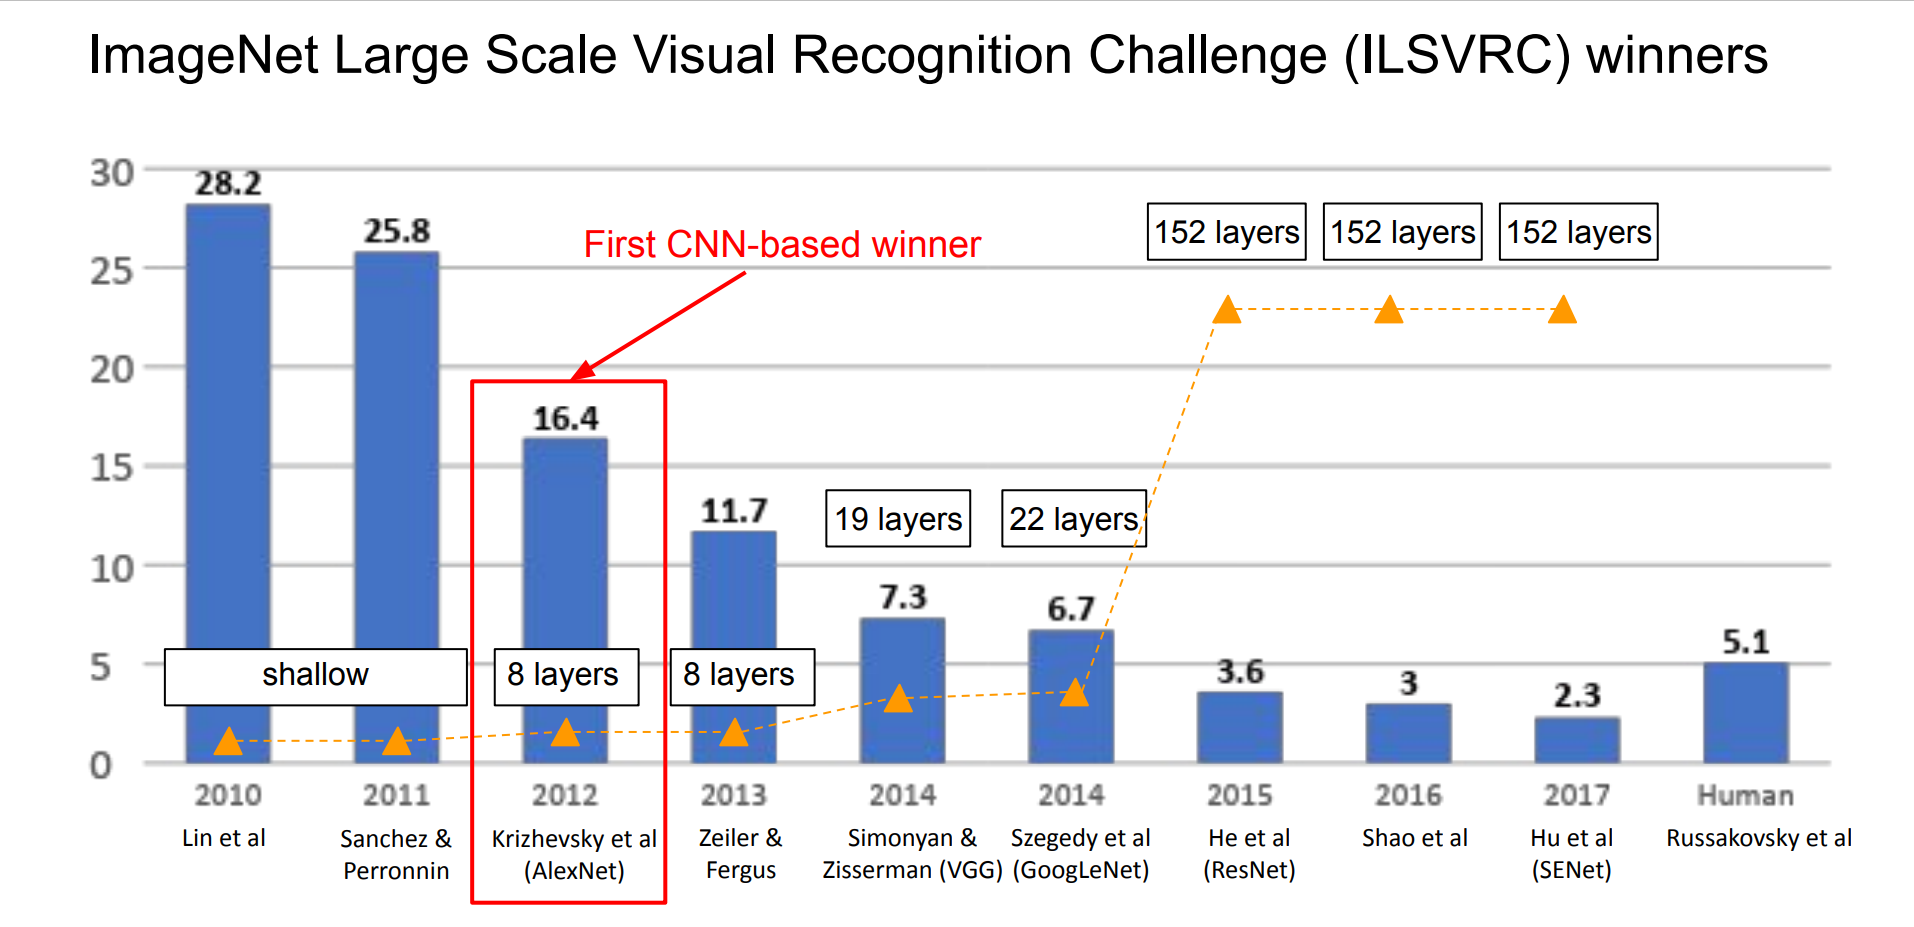 ImageNet Large Scale Visual Recognition Challenge (ILSVRC) winners
30
25
20
15
10
5
0
28.2
25.8
16.4
11.7
7.3
6.7
3.6
3
2.3
5.1
First CNN-based winner
shallow
8 layers
8 layers
19 layers
22 layers
152 layers
152 layers
152 layers
2010
Lin et al
2011
Sanchez &
Perronnin
2012
Krizhevsky et al
(AlexNet)
2013
Zeiler &
Fergus
2014
Simonyan &
Zisserman (VGG)
2014
Szegedy et al
(GoogLeNet)
2015
He et al
(ResNet)
2016
Shao et al
2017
Hu et al
(SENet)
Human
Russakovsky et al